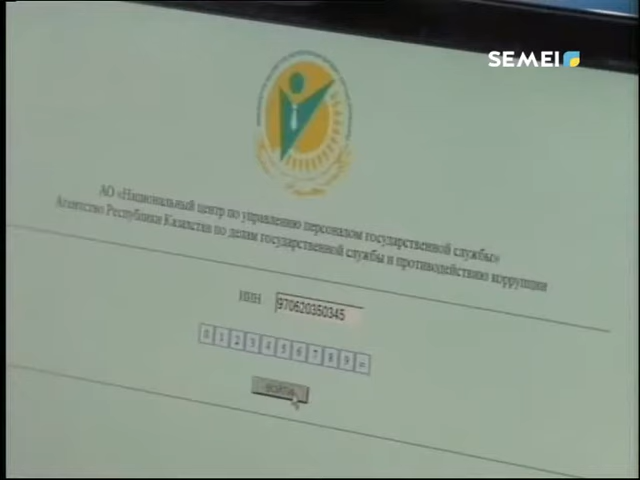 SEMEI
АО «Национальный центр по управлению персоналом государственной службы»
Агентство Республики Казахстан по делам государственной службы и противодействию коррупции
ИИН 970620350345
0 1 2 3 4 5 6 7 8 9
ВОЙТИ